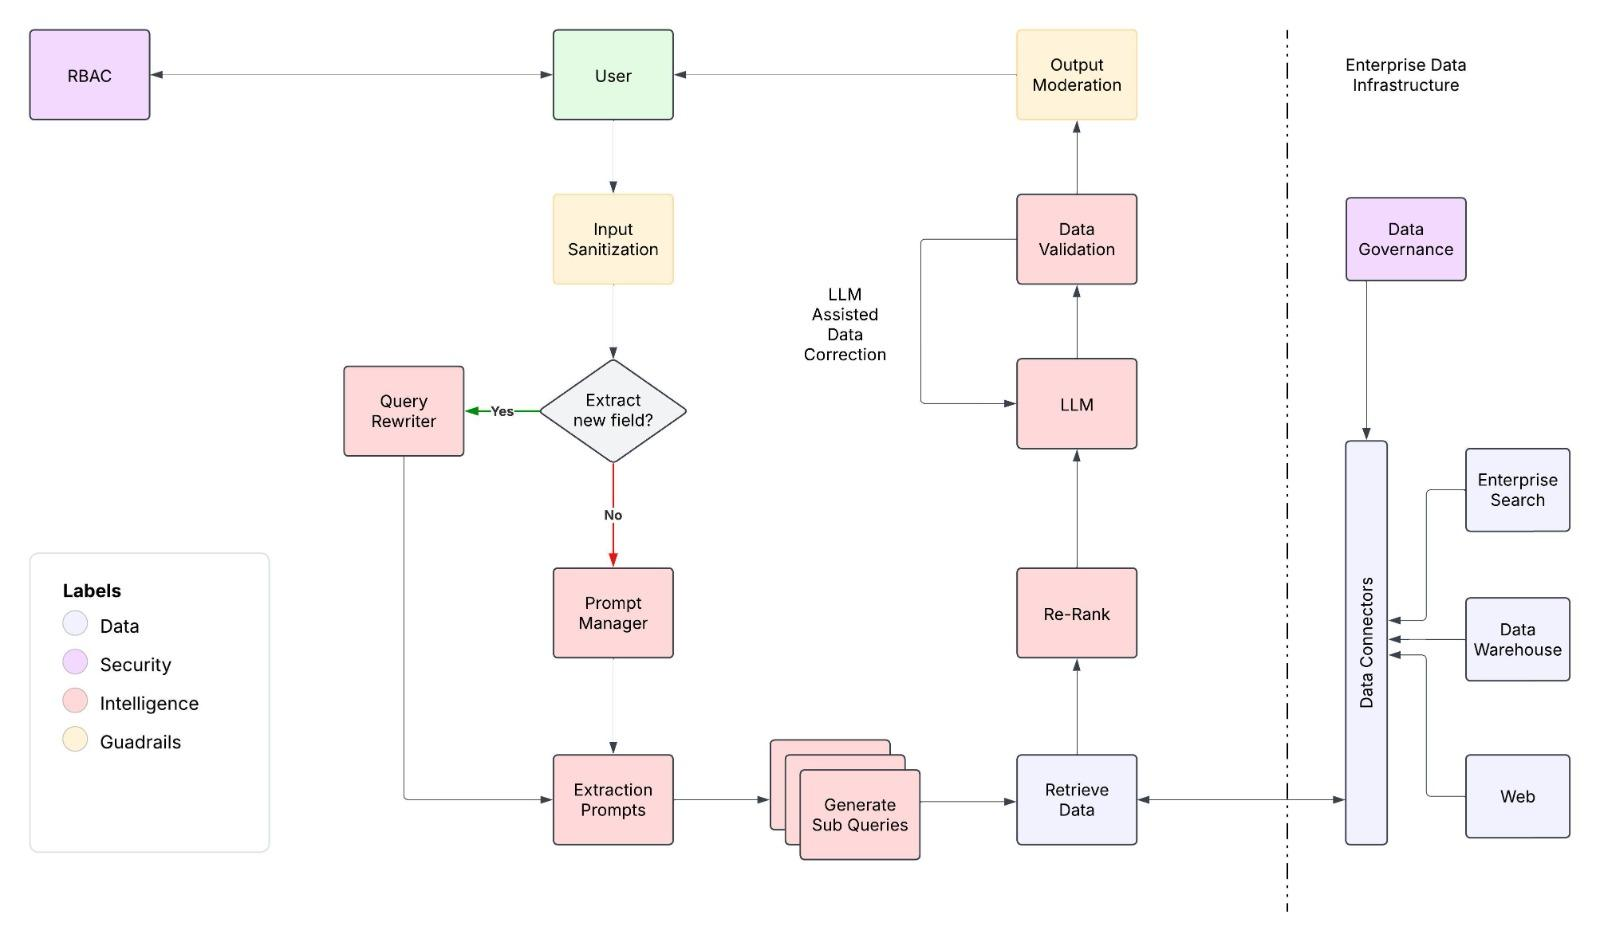 RBAC
User
Output
Moderation
Enterprise Data
Infrastructure
Input
Sanitization
Data
Validation
Data
Governance
LLM
Assisted
Data
Correction
Query
Rewriter
Yes
Extract
new field?
LLM
No
Enterprise
Search
Labels
Data
Security
Intelligence
Guadrails
Prompt
Manager
Re-Rank
Data Connectors
Data
Warehouse
Extraction
Prompts
Generate
Sub Queries
Retrieve
Data
Web